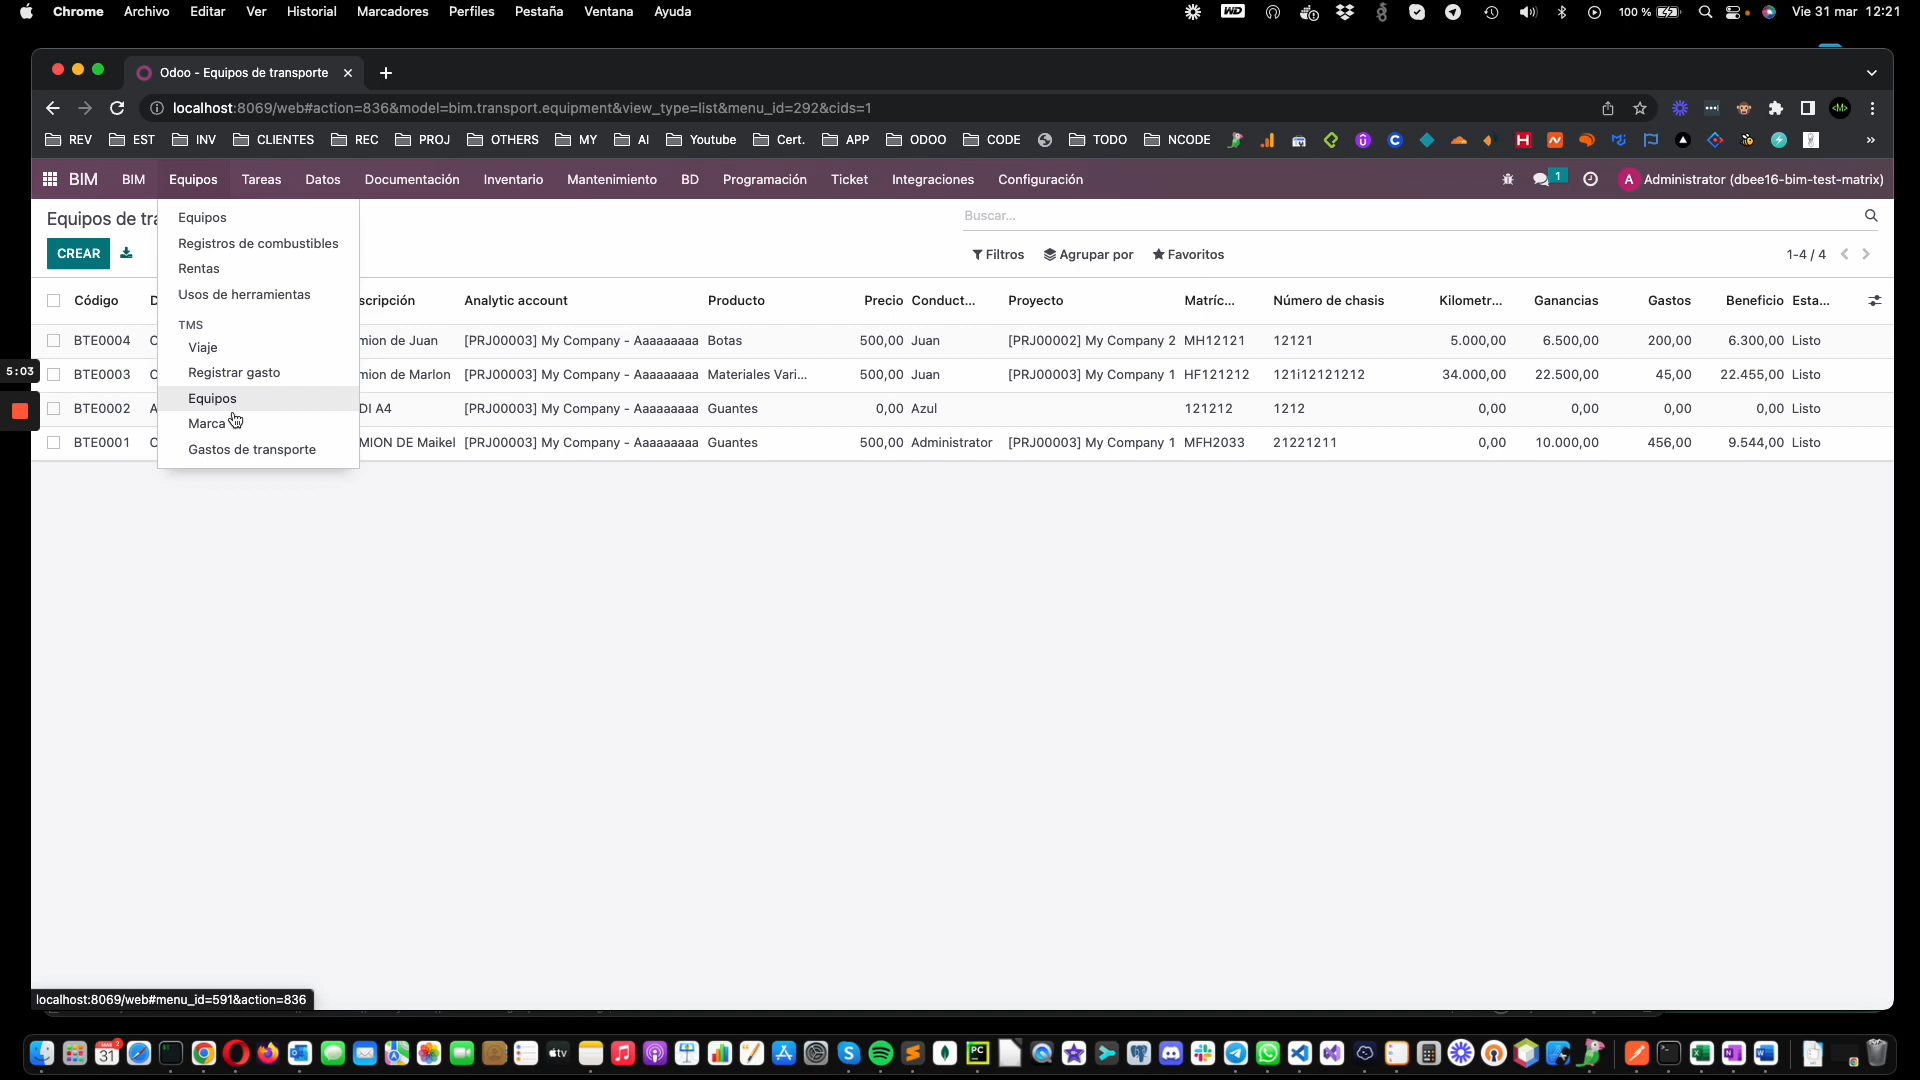 Chrome Archivo Editar Ver Historial Marcadores Perfiles Pestaña Ventana Ayuda WD 100 % Vie 31 mar 12:21
Odoo - Equipos de transporte
localhost:8069/web#action=836&model=bim.transport.equipment&view_type=list&menu_id=292&cids=1
REV EST INV CLIENTES REC PROJ OTHERS MY AI Youtube Cert. APP ODOO CODE TODO NCODE
BIM BIM Equipos Tareas Datos Documentación Inventario Mantenimiento BD Programación Ticket Integraciones Configuración 1 A Administrator (dbee16-bim-test-matrix)
Equipos de tra
Buscar...
CREAR
Filtros Agrupar por Favoritos 1-4 / 4
Equipos
Registros de combustibles
Rentas
Usos de herramientas
TMS
Viaje
Registrar gasto
Equipos
Marca
Gastos de transporte
Código D scripción Analytic account Producto Precio Conduct... Proyecto Matríc... Número de chasis Kilometr... Ganancias Gastos Beneficio Esta...
BTE0004 C mion de Juan [PRJ00003] My Company - Aaaaaaaa Botas 500,00 Juan [PRJ00002] My Company 2 MH12121 12121 5.000,00 6.500,00 200,00 6.300,00 Listo
BTE0003 C mion de Marlon [PRJ00003] My Company - Aaaaaaaa Materiales Vari... 500,00 Juan [PRJ00003] My Company 1 HF121212 121i12121212 34.000,00 22.500,00 45,00 22.455,00 Listo
BTE0002 A DI A4 [PRJ00003] My Company - Aaaaaaaa Guantes 0,00 Azul 121212 1212 0,00 0,00 0,00 0,00 Listo
BTE0001 C MION DE Maikel [PRJ00003] My Company - Aaaaaaaa Guantes 500,00 Administrator [PRJ00003] My Company 1 MFH2033 21221211 0,00 10.000,00 456,00 9.544,00 Listo
5:03
localhost:8069/web#menu_id=591&action=836